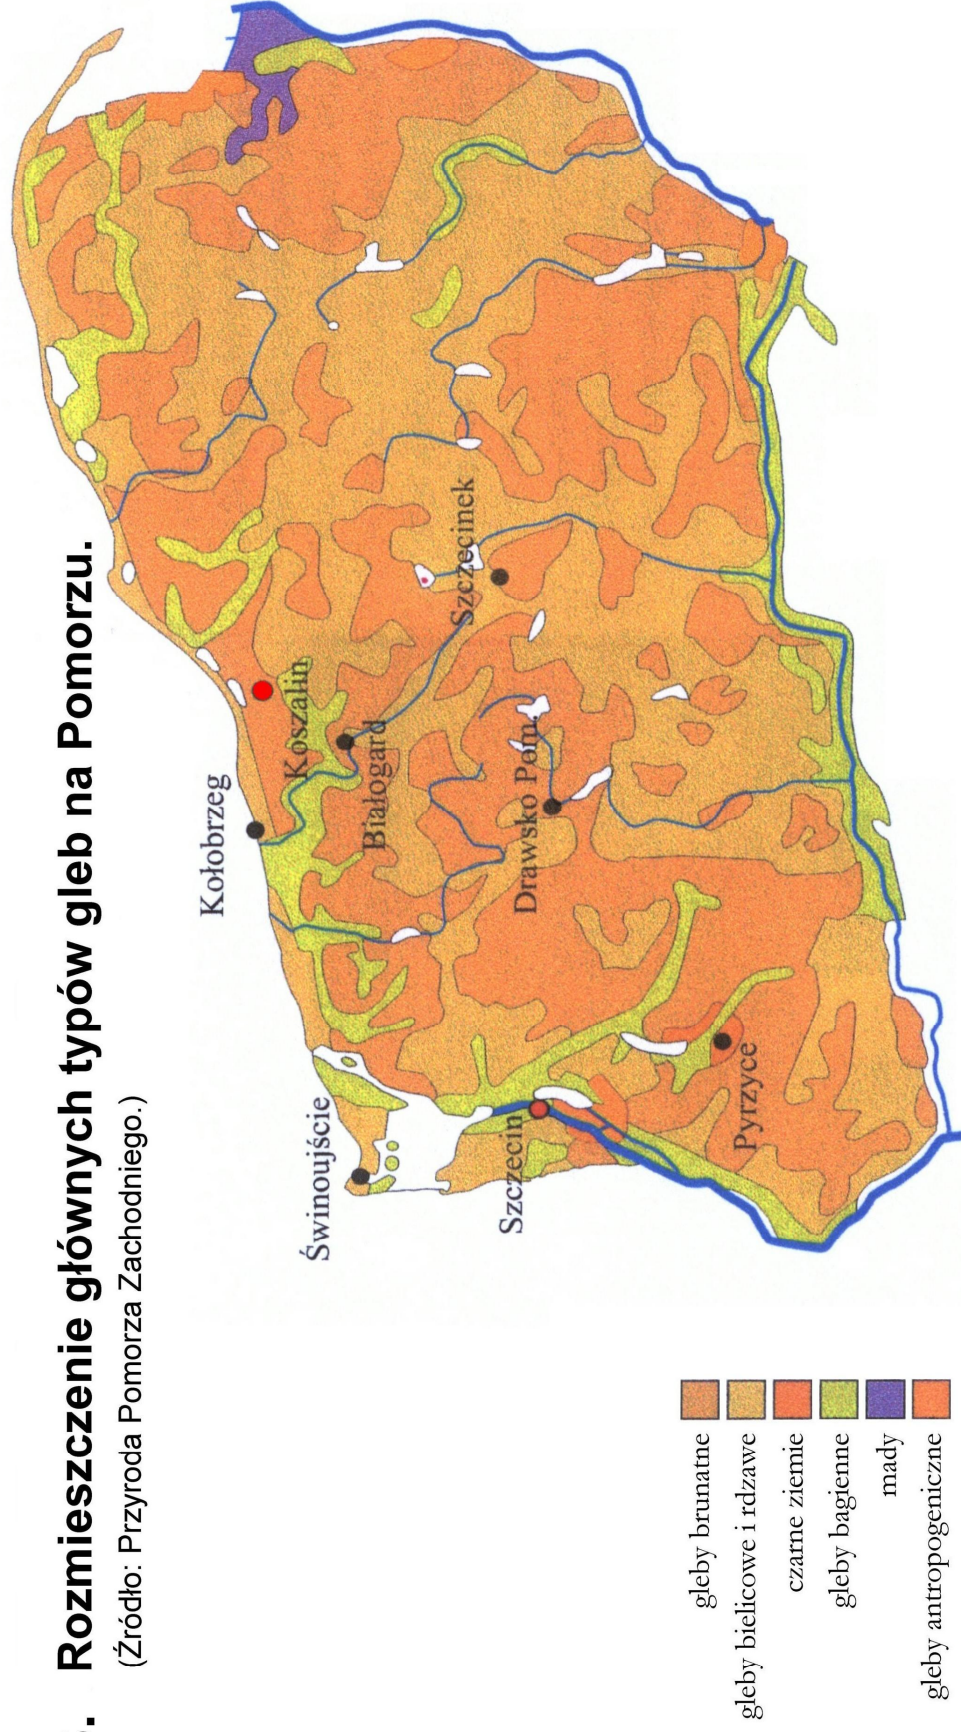 . Rozmieszczenie głównych typów gleb na Pomorzu.
(Źródło: Przyroda Pomorza Zachodniego.)
Kołobrzeg
Koszalin
Świnoujście
Białogard
Szczecinek
Drawsko Pom.
Szczecin
Pyrzyce
gleby brunatne
gleby bielicowe i rdzawe
czarne ziemie
gleby bagienne
mady
gleby antropogeniczne